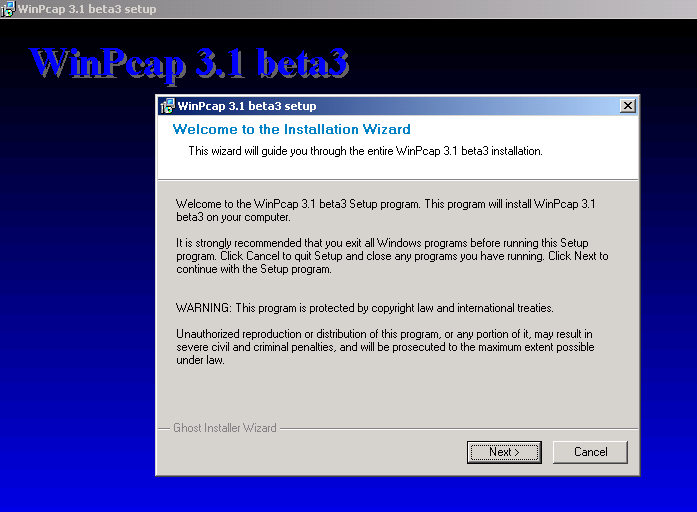 WinPcap 3.1 beta3 setup
WinPcap 3.1 beta3
WinPcap 3.1 beta3 setup
Welcome to the Installation Wizard
This wizard will guide you through the entire WinPcap 3.1 beta3 installation.
Welcome to the WinPcap 3.1 beta3 Setup program. This program will install WinPcap 3.1
beta3 on your computer.
It is strongly recommended that you exit all Windows programs before running this Setup
program. Click Cancel to quit Setup and close any programs you have running. Click Next to
continue with the Setup program.
WARNING: This program is protected by copyright law and international treaties.
Unauthorized reproduction or distribution of this program, or any portion of it, may result in
severe civil and criminal penalties, and will be prosecuted to the maximum extent possible
under law.
Ghost Installer Wizard
Next >
Cancel